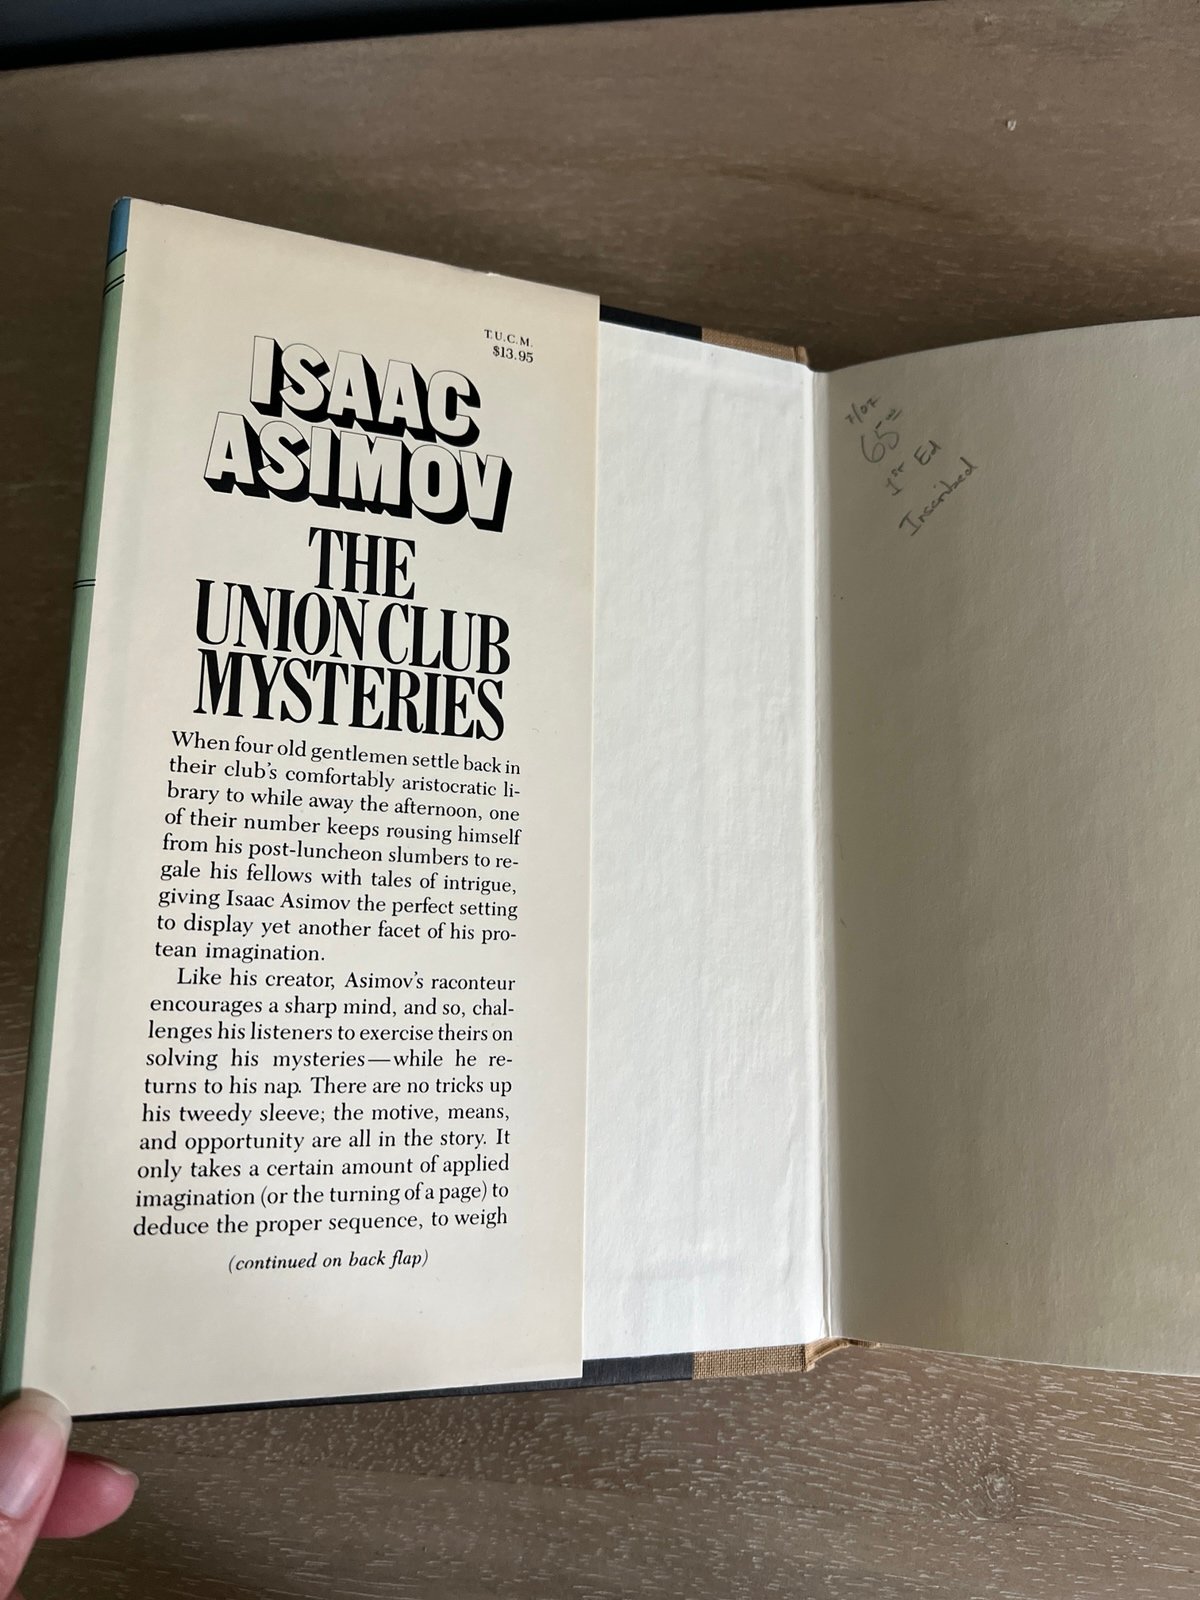 T.U.C.M.
$13.95
ISAAC
ASIMOV
THE
UNION CLUB
MYSTERIES
When four old gentlemen settle back in
their club's comfortably aristocratic li-
brary to while away the afternoon, one
of their number keeps rousing himself
from his post-luncheon slumbers to re-
gale his fellows with tales of intrigue,
giving Isaac Asimov the perfect setting
to display yet another facet of his pro-
tean imagination.
Like his creator, Asimov's raconteur
encourages a sharp mind, and so, chal-
lenges his listeners to exercise theirs on
solving his mysteries—while he re-
turns to his nap. There are no tricks up
his tweedy sleeve; the motive, means,
and opportunity are all in the story. It
only takes a certain amount of applied
imagination (or the turning of a page) to
deduce the proper sequence, to weigh
(continued on back flap)
65⁰⁰
1st Ed
Inscribed